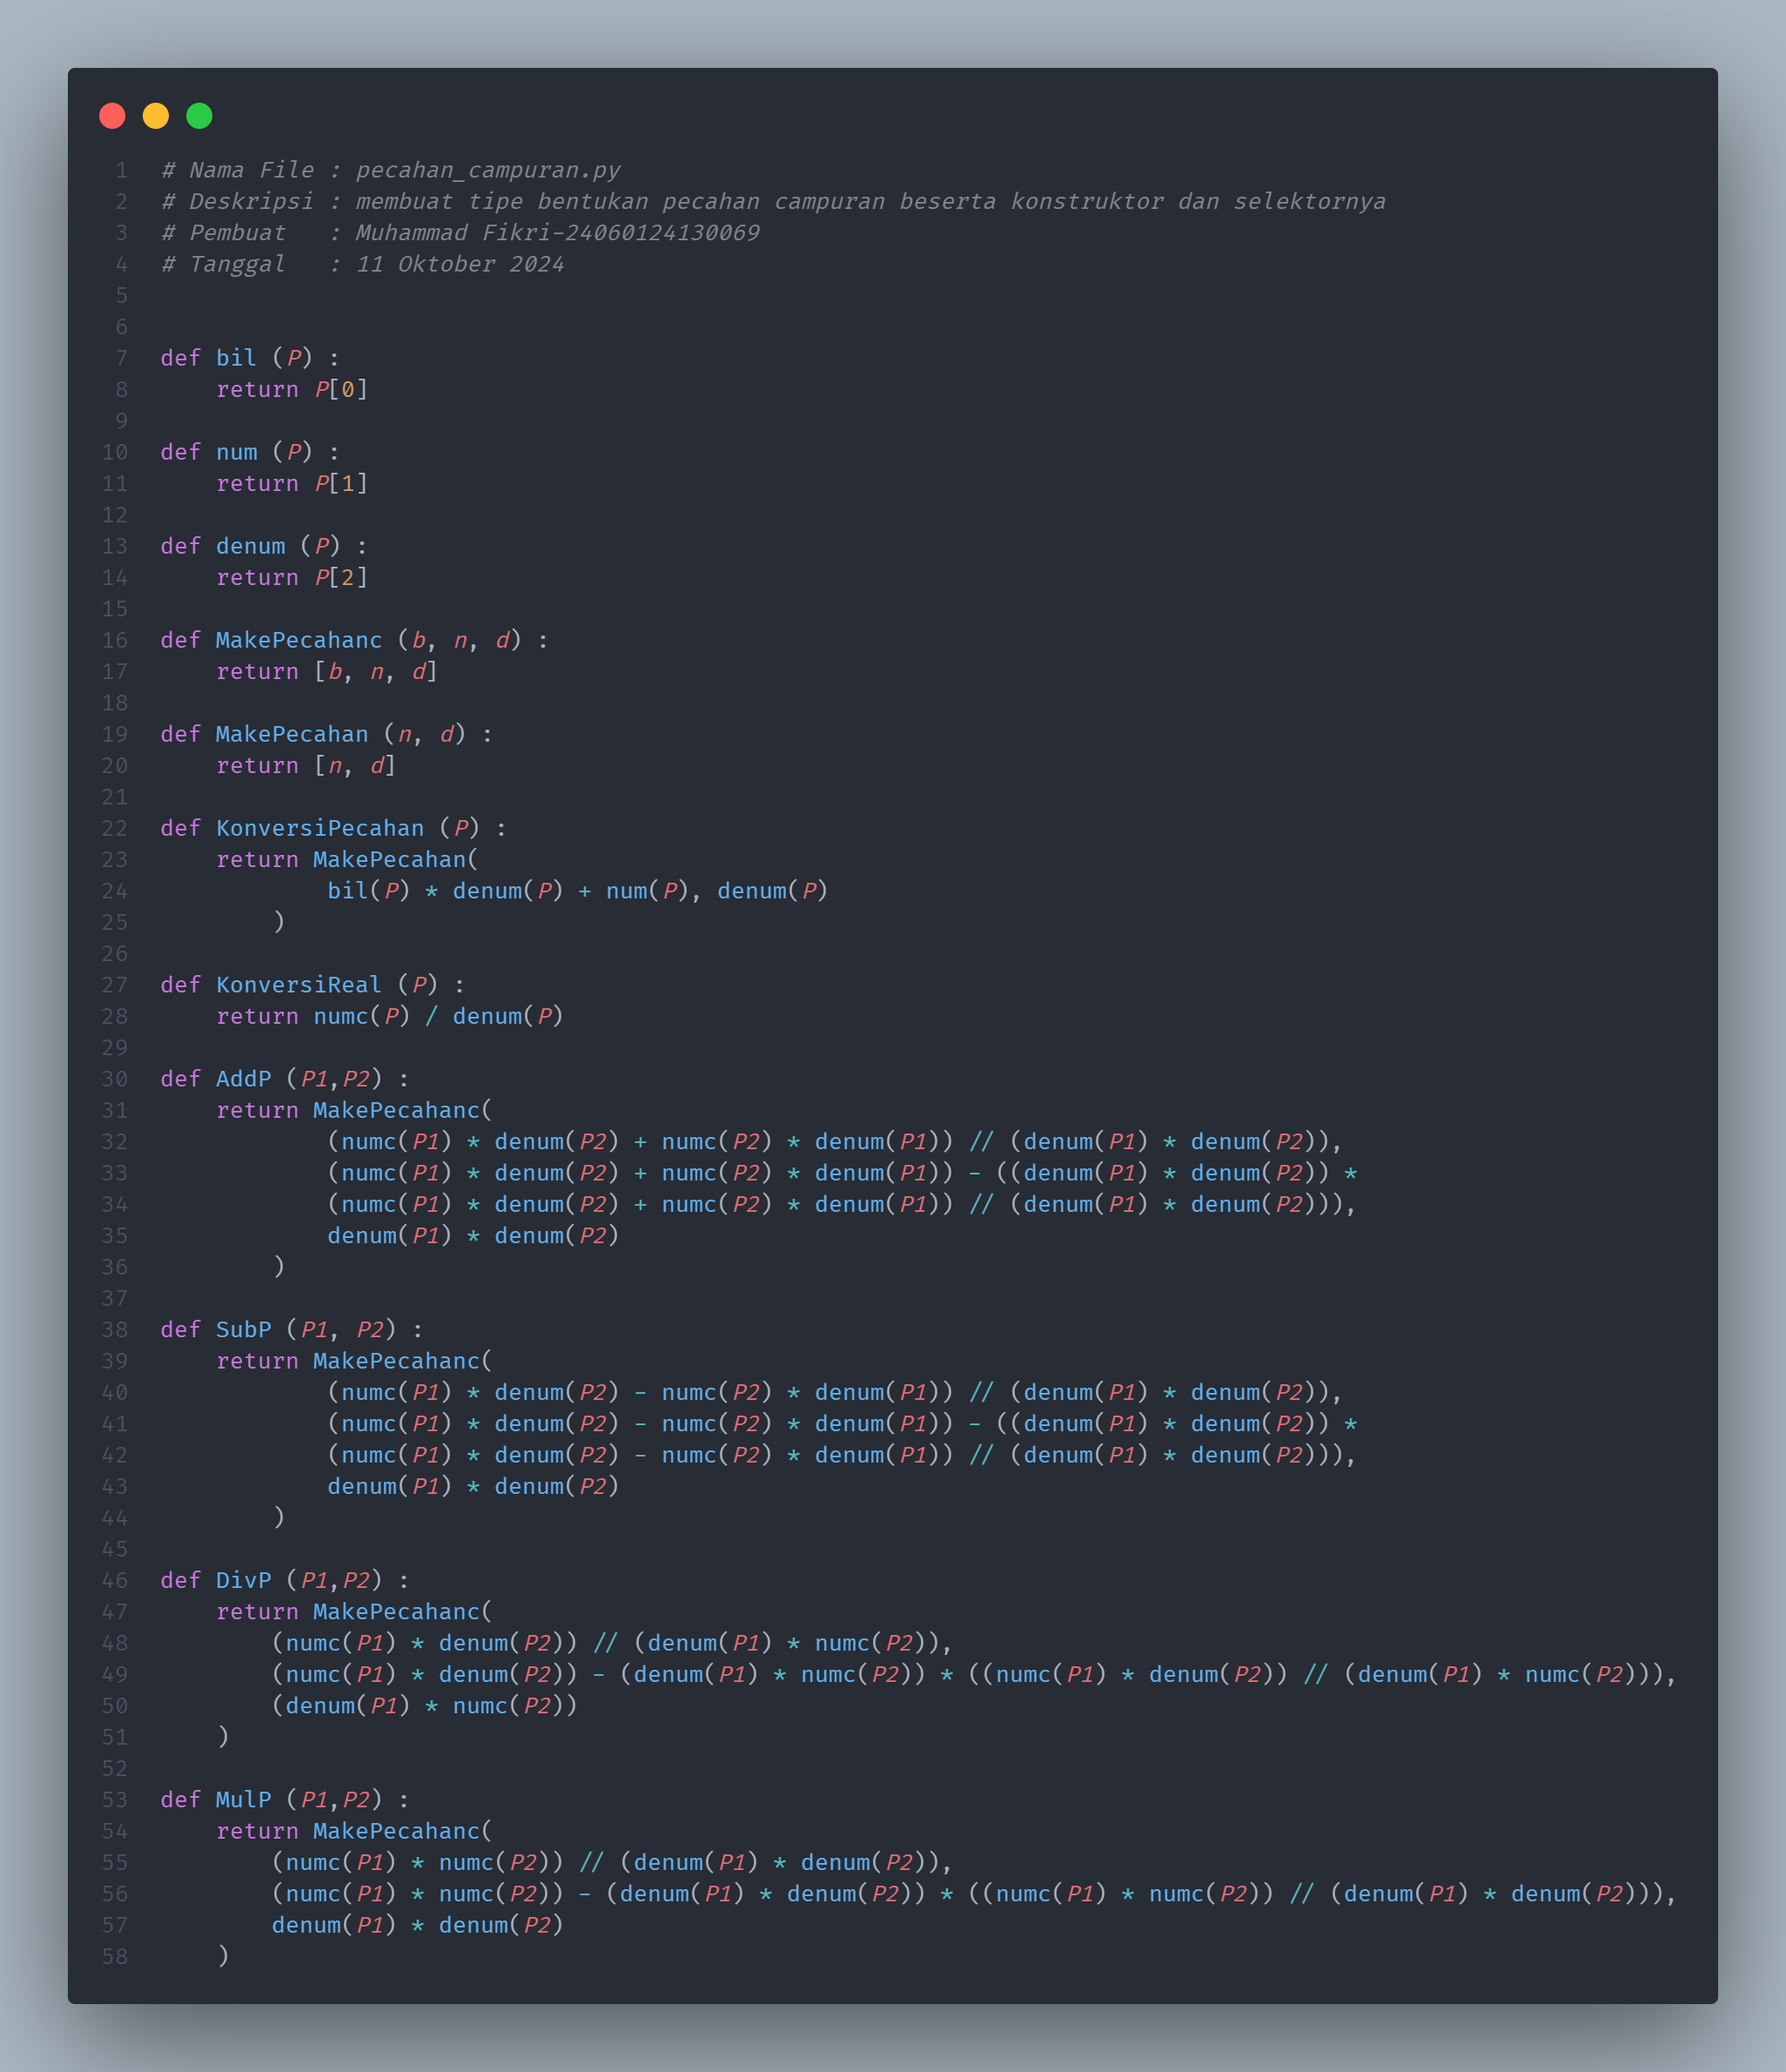 1 # Nama File : pecahan_campuran.py
2 # Deskripsi : membuat tipe bentukan pecahan campuran beserta konstruktor dan selektornya
3 # Pembuat   : Muhammad Fikri-24060124130069
4 # Tanggal   : 11 Oktober 2024
5
6
7 def bil (P) :
8     return P[0]
9
10 def num (P) :
11     return P[1]
12
13 def denum (P) :
14     return P[2]
15
16 def MakePecahanc (b, n, d) :
17     return [b, n, d]
18
19 def MakePecahan (n, d) :
20     return [n, d]
21
22 def KonversiPecahan (P) :
23     return MakePecahan(
24             bil(P) * denum(P) + num(P), denum(P)
25         )
26
27 def KonversiReal (P) :
28     return numc(P) / denum(P)
29
30 def AddP (P1,P2) :
31     return MakePecahanc(
32             (numc(P1) * denum(P2) + numc(P2) * denum(P1)) // (denum(P1) * denum(P2)),
33             (numc(P1) * denum(P2) + numc(P2) * denum(P1)) - ((denum(P1) * denum(P2)) *
34             (numc(P1) * denum(P2) + numc(P2) * denum(P1)) // (denum(P1) * denum(P2))),
35             denum(P1) * denum(P2)
36         )
37
38 def SubP (P1, P2) :
39     return MakePecahanc(
40             (numc(P1) * denum(P2) - numc(P2) * denum(P1)) // (denum(P1) * denum(P2)),
41             (numc(P1) * denum(P2) - numc(P2) * denum(P1)) - ((denum(P1) * denum(P2)) *
42             (numc(P1) * denum(P2) - numc(P2) * denum(P1)) // (denum(P1) * denum(P2))),
43             denum(P1) * denum(P2)
44         )
45
46 def DivP (P1,P2) :
47     return MakePecahanc(
48         (numc(P1) * denum(P2)) // (denum(P1) * numc(P2)),
49         (numc(P1) * denum(P2)) - (denum(P1) * numc(P2)) * ((numc(P1) * denum(P2)) // (denum(P1) * numc(P2))),
50         (denum(P1) * numc(P2))
51     )
52
53 def MulP (P1,P2) :
54     return MakePecahanc(
55         (numc(P1) * numc(P2)) // (denum(P1) * denum(P2)),
56         (numc(P1) * numc(P2)) - (denum(P1) * denum(P2)) * ((numc(P1) * numc(P2)) // (denum(P1) * denum(P2))),
57         denum(P1) * denum(P2)
58     )